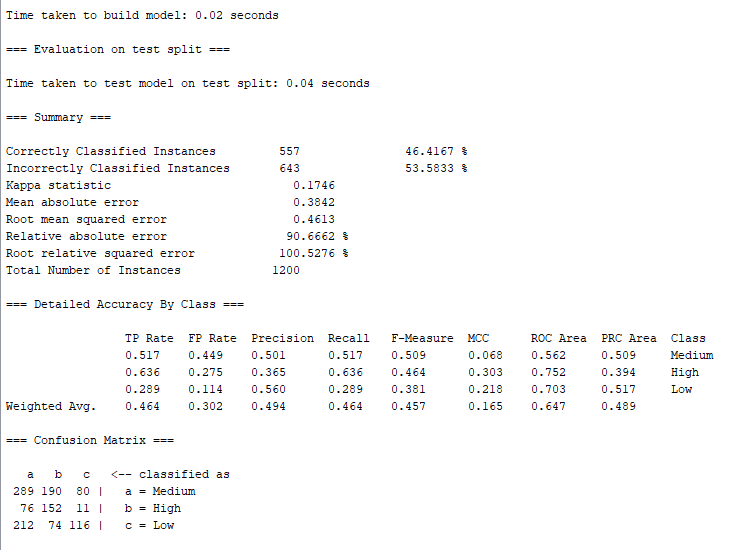 Time taken to build model: 0.02 seconds
=== Evaluation on test split ===
Time taken to test model on test split: 0.04 seconds
=== Summary ===
Correctly Classified Instances 557 46.4167 %
Incorrectly Classified Instances 643 53.5833 %
Kappa statistic 0.1746
Mean absolute error 0.3842
Root mean squared error 0.4613
Relative absolute error 90.6662 %
Root relative squared error 100.5276 %
Total Number of Instances 1200
=== Detailed Accuracy By Class ===
TP Rate FP Rate Precision Recall F-Measure MCC ROC Area PRC Area Class
0.517 0.449 0.501 0.517 0.509 0.068 0.562 0.509 Medium
0.636 0.275 0.365 0.636 0.464 0.303 0.752 0.394 High
0.289 0.114 0.560 0.289 0.381 0.218 0.703 0.517 Low
Weighted Avg. 0.464 0.302 0.494 0.464 0.457 0.165 0.647 0.489
=== Confusion Matrix ===
a b c <-- classified as
289 190 80 | a = Medium
76 152 11 | b = High
212 74 116 | c = Low